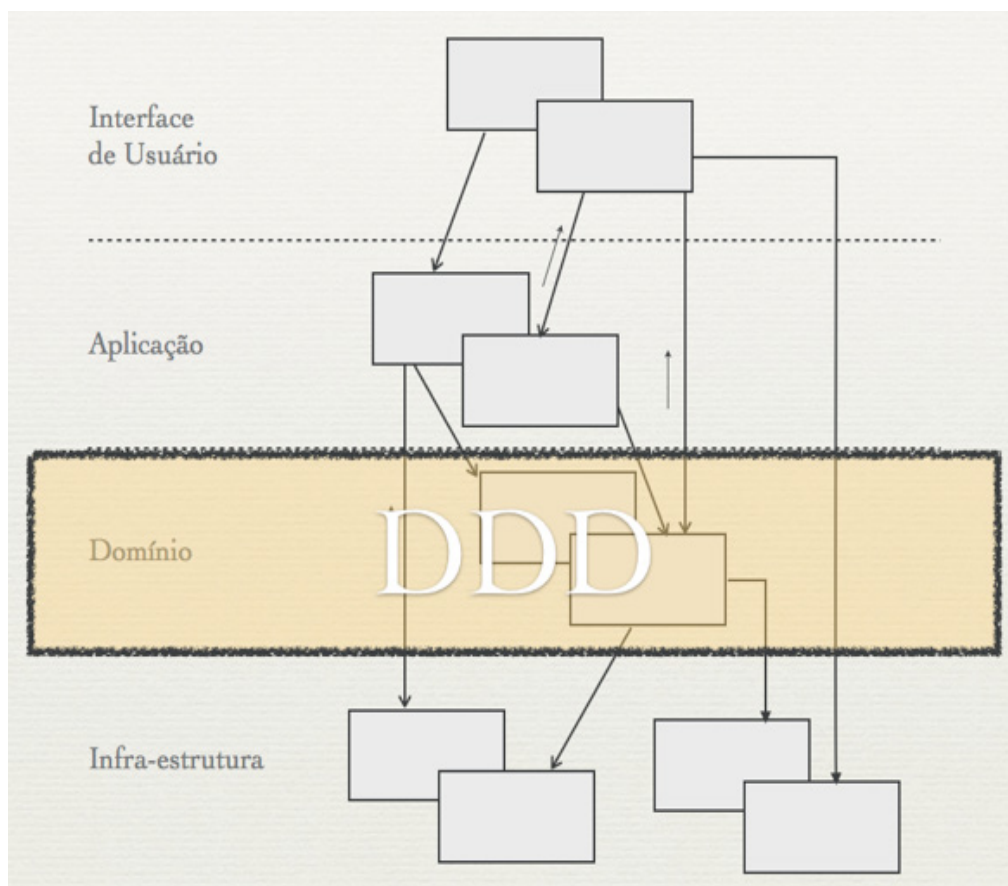 Interface
de Usuário
Aplicação
DDD
Domínio
Infra-estrutura